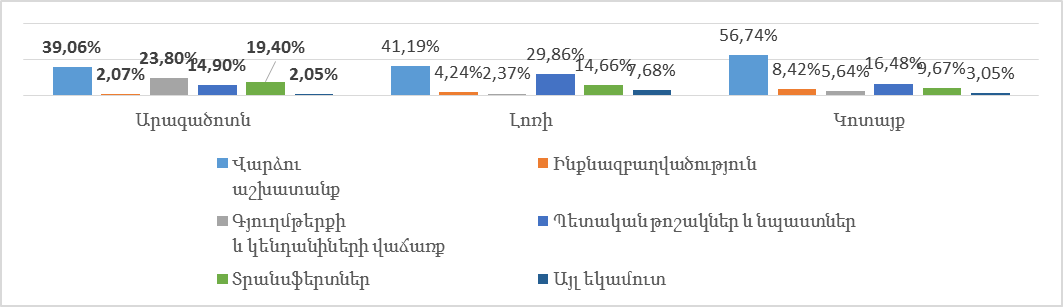 39,06% 2,07% 23,80% 14,90% 19,40% 2,05% 41,19% 4,24% 2,37% 29,86% 14,66% 7,68% 56,74% 8,42% 5,64% 16,48% 9,67% 3,05%
Արագածոտն Լոռի Կոտայք
Վարձու
աշխատանք
Ինքնազբաղվածություն
Գյուղմթերքի
և կենդանիների վաճառք
Պետական թոշակներ և նպաստներ
Տրանսֆերտներ
Այլ եկամուտ